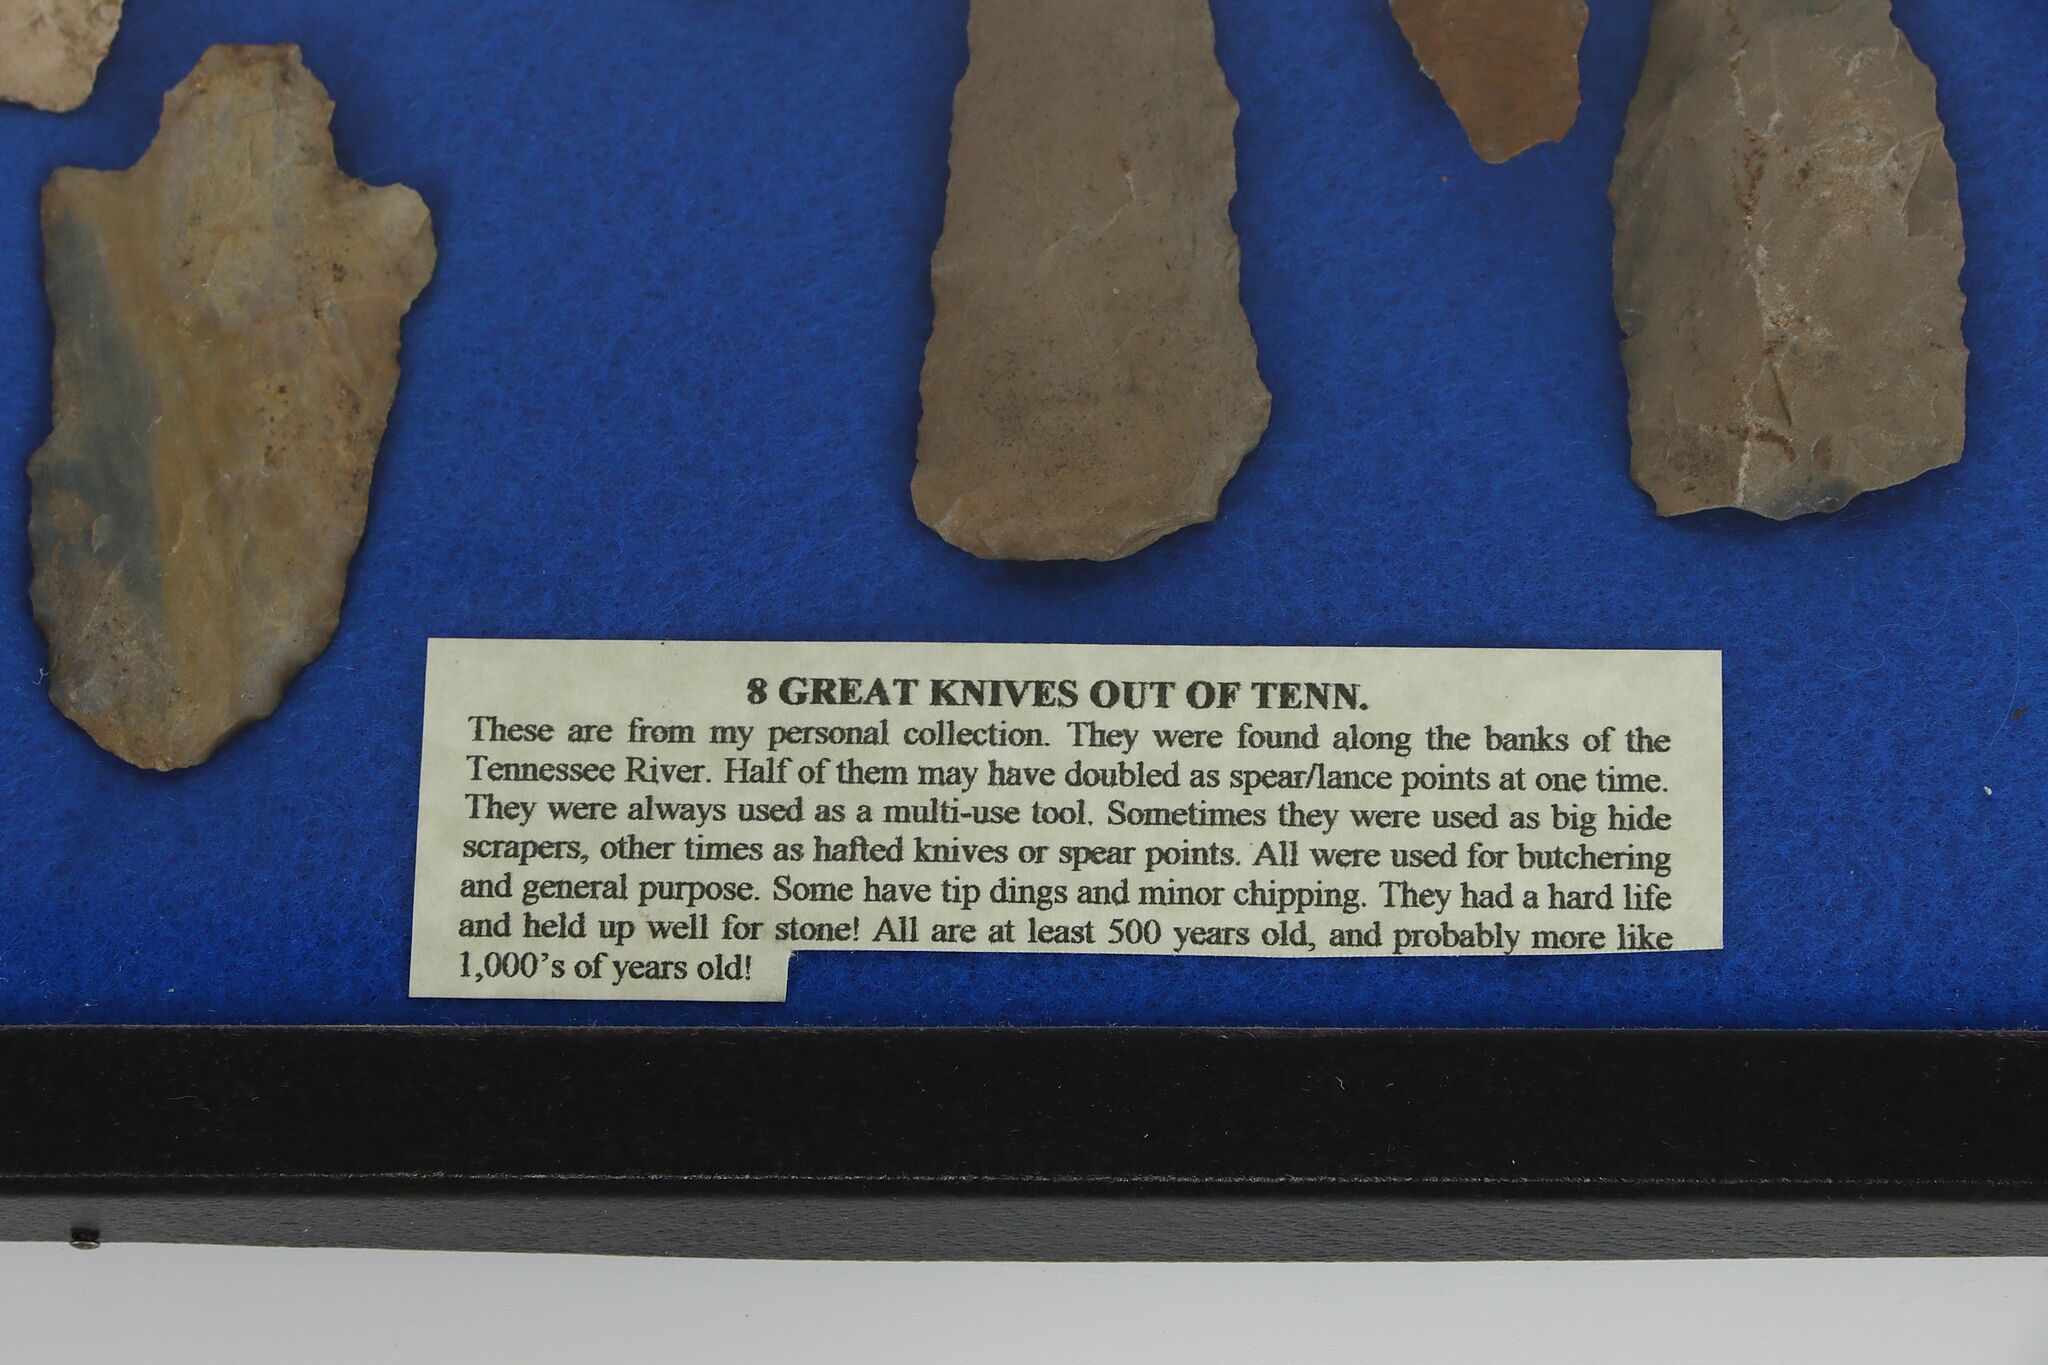 8 GREAT KNIVES OUT OF TENN.
These are from my personal collection. They were found along the banks of the
Tennessee River. Half of them may have doubled as spear/lance points at one time.
They were always used as a multi-use tool. Sometimes they were used as big hide
scrapers, other times as hafted knives or spear points. All were used for butchering
and general purpose. Some have tip dings and minor chipping. They had a hard life
and held up well for stone! All are at least 500 years old, and probably more like
1,000's of years old!